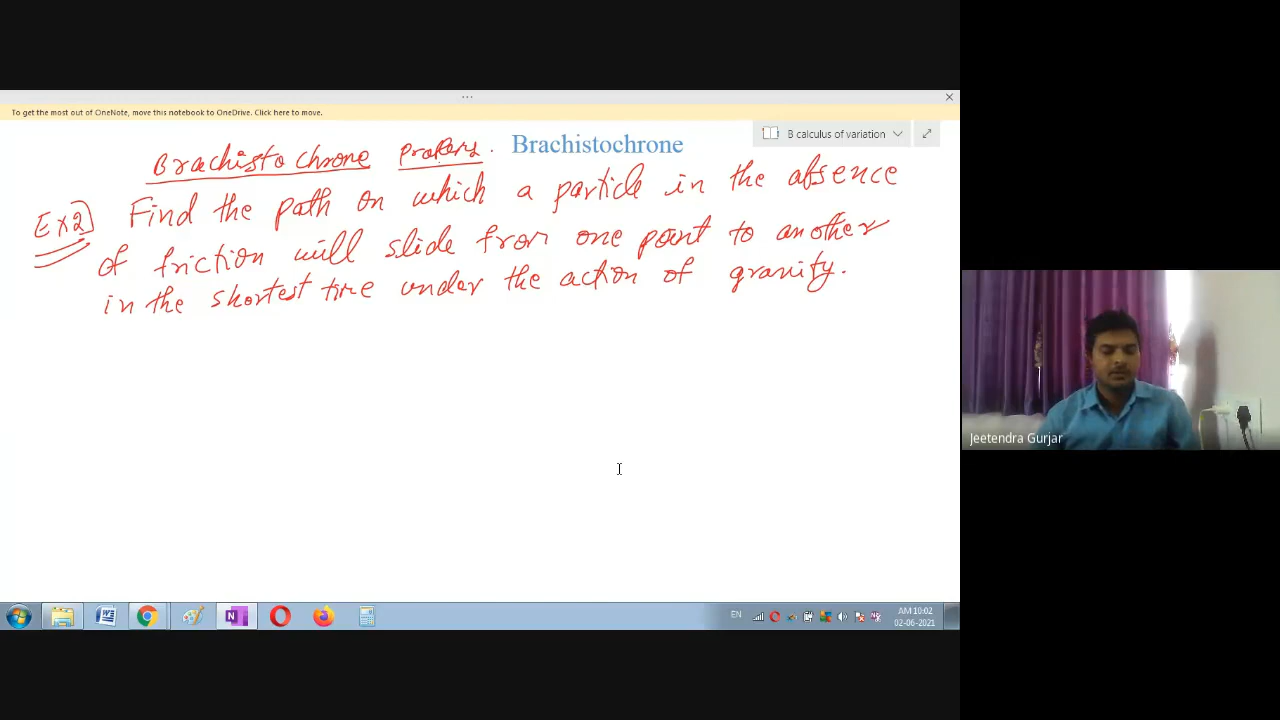 To get the most out of OneNote, move this notebook to OneDrive. Click here to move.
B calculus of variation
Brachistochrone
Brachisto chrone
Ex2) Find the path on which a particle in the absence
of friction will slide from one point to another
in the shortest time under the action of gravity.
Jeetendra Gurjar
EN
AM 10:02
02-06-2021